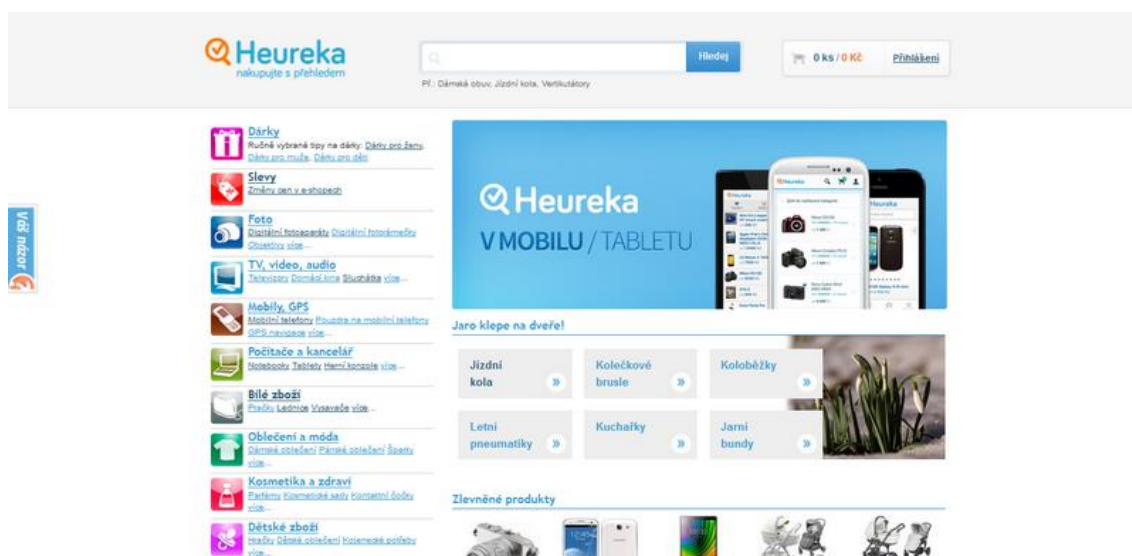 Heureka
nakupujte s přehledem
Hledej
0 ks / 0 Kč
Přihlášení
Př.: Dámská obuv, Jízdní kola, Vertikutátory
Váš názor
Dárky
Ručně vybrané tipy na dárky: Dárky pro ženy,
Dárky pro muže, Dárky pro děti
Slevy
Změny cen v e-shopech
Foto
Digitální fotoaparáty Digitální fotorámečky
Objektivy více...
TV, video, audio
Televizory Domácí kina Sluchátka více...
Mobily, GPS
Mobilní telefony Pouzdra na mobilní telefony
GPS navigace více...
Počítače a kancelář
Notebooky Tablety Herní konzole více...
Bílé zboží
Pračky Lednice Vysavače více...
Oblečení a móda
Dámské oblečení Pánské oblečení Šperky
více...
Kosmetika a zdraví
Parfémy Kosmetické sady Kontaktní čočky
více...
Dětské zboží
Hračky Dětské oblečení Kojenecké potřeby
více...
Heureka
V MOBILU / TABLETU
Heureka
Heureka
Jaro klepe na dveře!
Jízdní
kola
Kolečkové
brusle
Koloběžky
Letní
pneumatiky
Kuchařky
Jarní
bundy
Zlevněné produkty
12:45